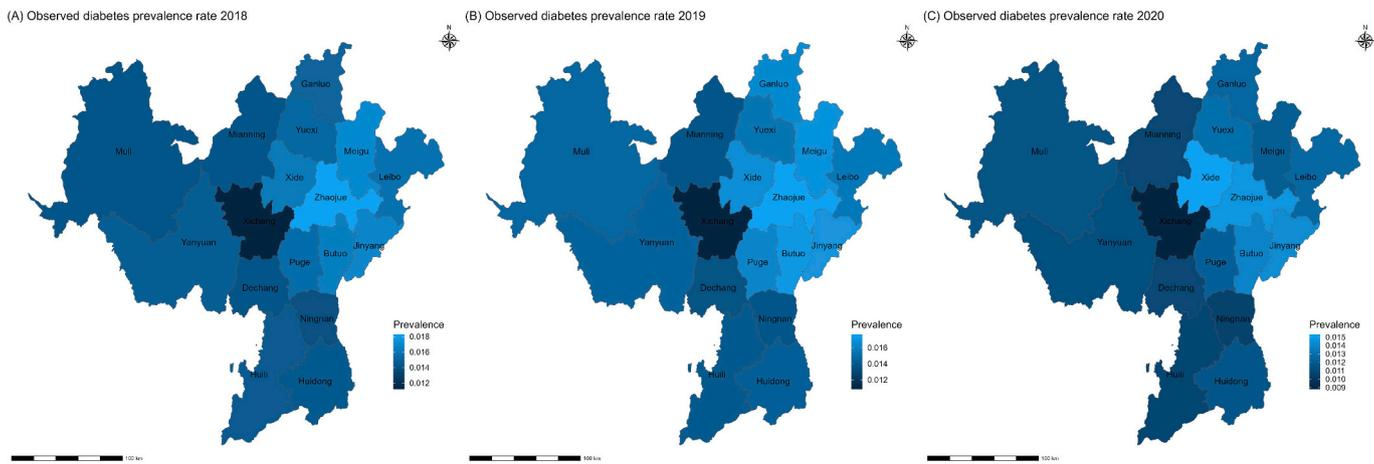 (A) Observed diabetes prevalence rate 2018
N
Ganluo
Mianning
Yuexi
Muli
Meigu
Xide
Leibo
Zhaojue
Xichang
Yanyuan
Jinyang
Butuo
Puge
Dechang
Ningnan
Huili
Huidong
Prevalence
0.018
0.016
0.014
0.012
100 km
(B) Observed diabetes prevalence rate 2019
N
Ganluo
Mianning
Yuexi
Muli
Meigu
Xide
Leibo
Zhaojue
Xichang
Yanyuan
Jinyang
Butuo
Puge
Dechang
Ningnan
Huili
Huidong
Prevalence
0.016
0.014
0.012
100 km
(C) Observed diabetes prevalence rate 2020
N
Ganluo
Mianning
Yuexi
Muli
Meigu
Xide
Leibo
Zhaojue
Xichang
Yanyuan
Jinyang
Butuo
Puge
Dechang
Ningnan
Huili
Huidong
Prevalence
0.015
0.014
0.013
0.012
0.011
0.010
0.009
100 km